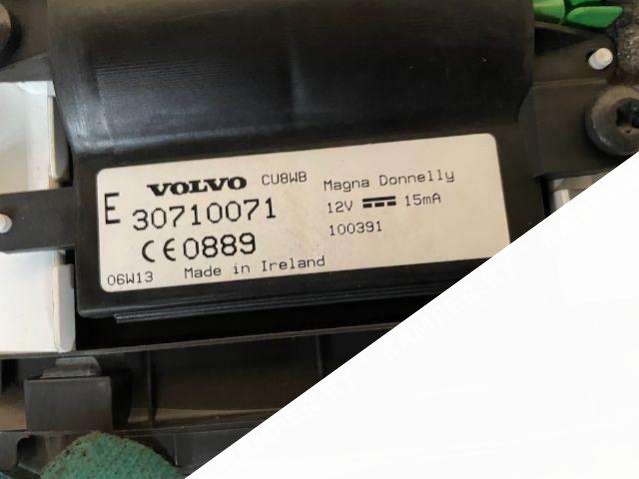 VOLVO CU8WB
E 30710071
CE0889
06W13 Made in Ireland
Magna Donnelly
12V ⎓ 15mA
100391